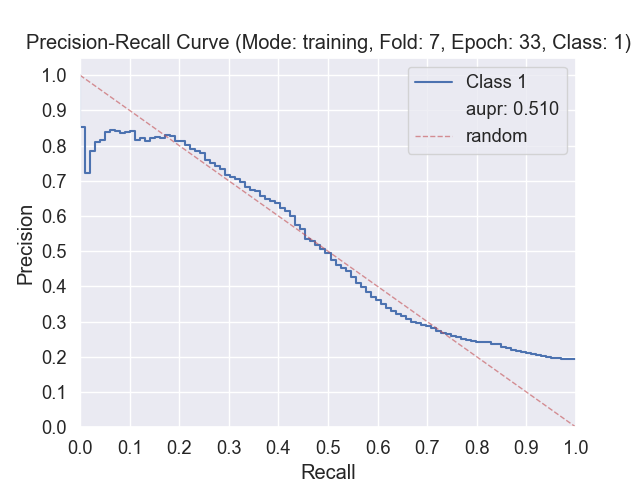 Precision-Recall Curve (Mode: training, Fold: 7, Epoch: 33, Class: 1)
1.0
0.9
0.8
0.7
0.6
0.5
0.4
0.3
0.2
0.1
0.0
Precision
Class 1
aupr: 0.510
random
0.0 0.1 0.2 0.3 0.4 0.5 0.6 0.7 0.8 0.9 1.0
Recall